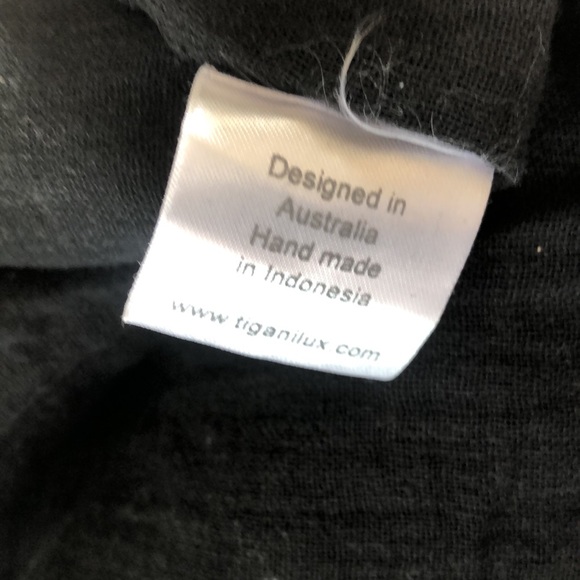 Designed in
Australia
Hand made
in Indonesia
www tiganilux com